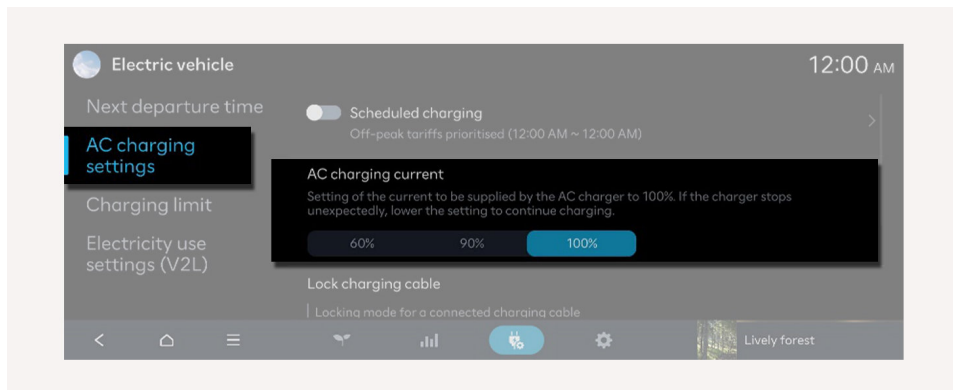 Electric vehicle
12:00 AM
Next departure time
AC charging
settings
Charging limit
Electricity use
settings (V2L)
Scheduled charging
Off-peak tariffs prioritised (12:00 AM ~ 12:00 AM)
AC charging current
Setting of the current to be supplied by the AC charger to 100%. If the charger stops
unexpectedly, lower the setting to continue charging.
60% 90% 100%
Lock charging cable
Locking mode for a connected charging cable
Lively forest